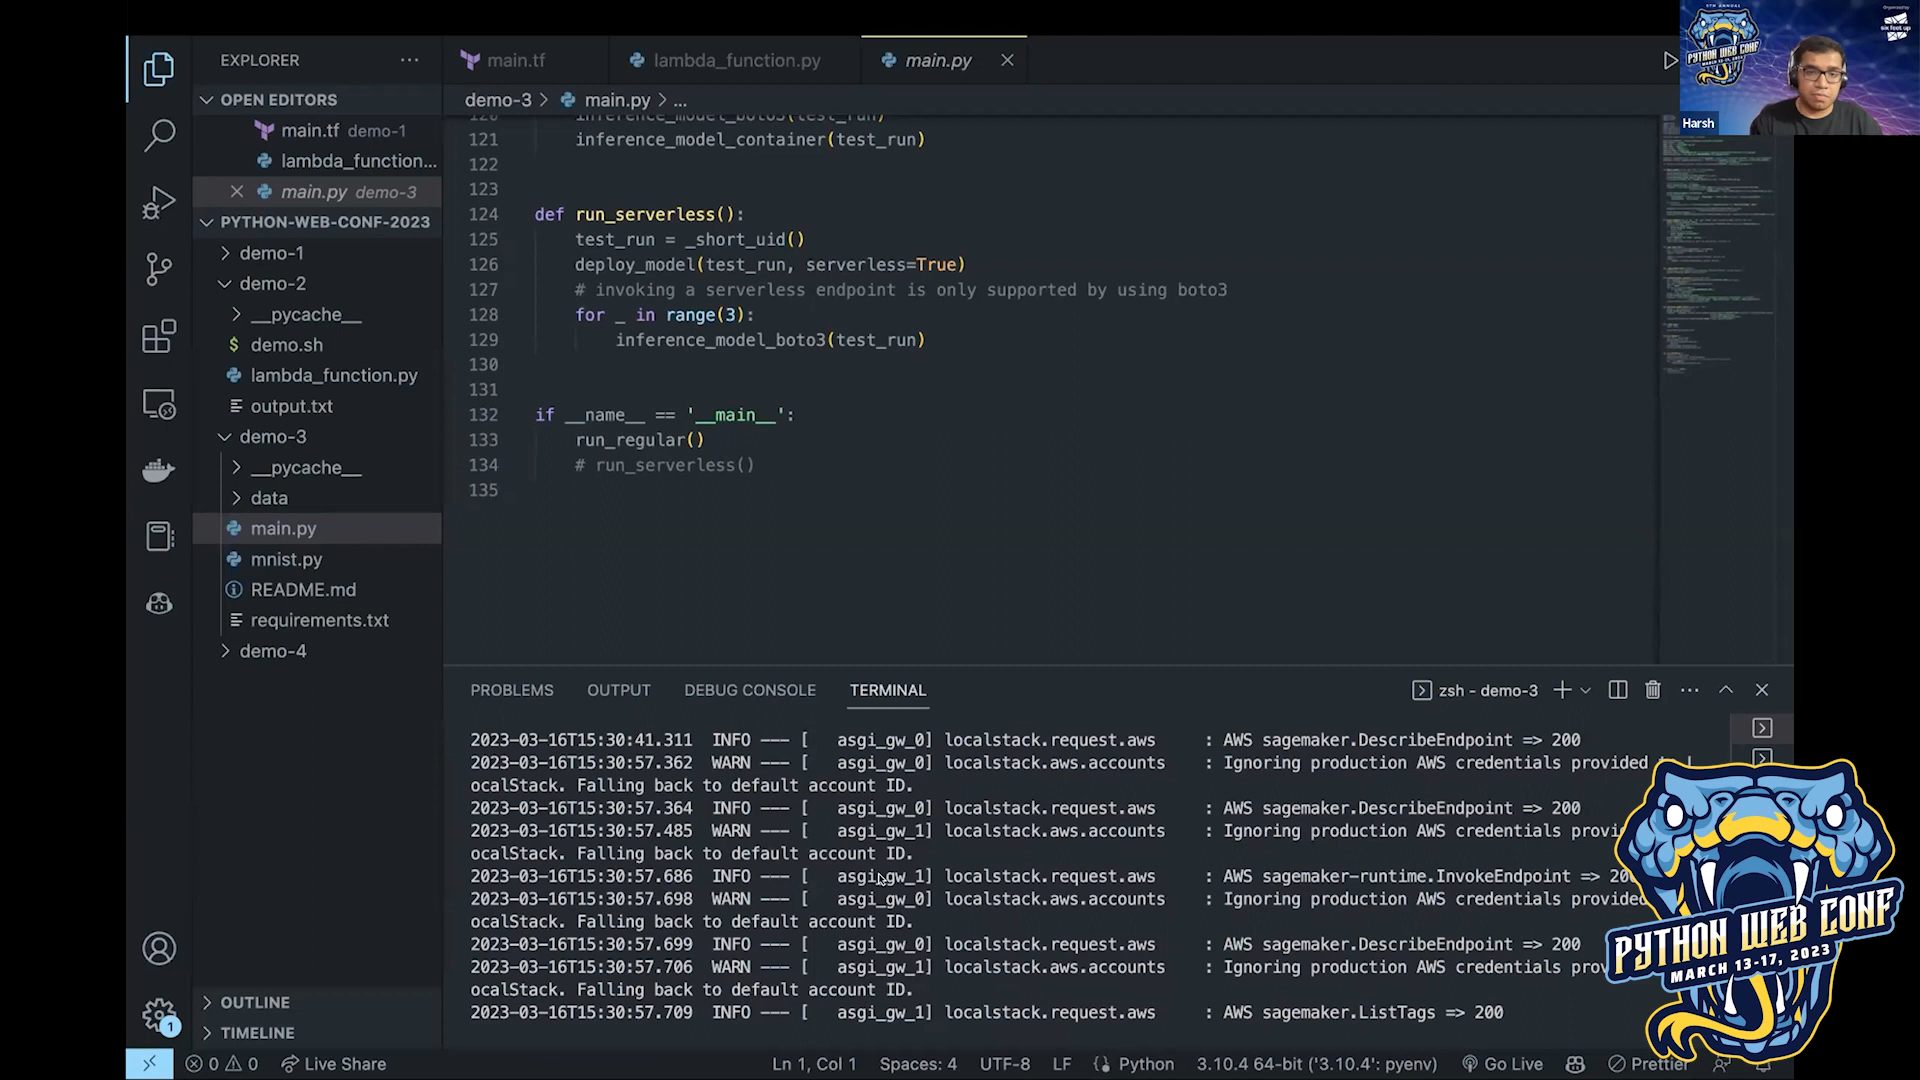 EXPLORER
OPEN EDITORS
main.tf demo-1
lambda_function...
main.py demo-3
PYTHON-WEB-CONF-2023
demo-1
demo-2
__pycache__
demo.sh
lambda_function.py
output.txt
demo-3
__pycache__
data
main.py
mnist.py
README.md
requirements.txt
demo-4
OUTLINE
TIMELINE
main.tf
lambda_function.py
main.py
demo-3 > main.py > ...
120 inference_model_boto3(test_run)
121 inference_model_container(test_run)
122
123
124 def run_serverless():
125 test_run = _short_uid()
126 deploy_model(test_run, serverless=True)
127 # invoking a serverless endpoint is only supported by using boto3
128 for _ in range(3):
129 inference_model_boto3(test_run)
130
131
132 if __name__ == '__main__':
133 run_regular()
134 # run_serverless()
135
PROBLEMS OUTPUT DEBUG CONSOLE TERMINAL
zsh - demo-3
2023-03-16T15:30:41.311 INFO --- [ asgi_gw_0] localstack.request.aws : AWS sagemaker.DescribeEndpoint => 200
2023-03-16T15:30:57.362 WARN --- [ asgi_gw_0] localstack.aws.accounts : Ignoring production AWS credentials provided
ocalStack. Falling back to default account ID.
2023-03-16T15:30:57.364 INFO --- [ asgi_gw_0] localstack.request.aws : AWS sagemaker.DescribeEndpoint => 200
2023-03-16T15:30:57.485 WARN --- [ asgi_gw_1] localstack.aws.accounts : Ignoring production AWS credentials
ocalStack. Falling back to default account ID.
2023-03-16T15:30:57.686 INFO --- [ asgi_gw_1] localstack.request.aws : AWS sagemaker-runtime.InvokeEndpoint =>
2023-03-16T15:30:57.698 WARN --- [ asgi_gw_0] localstack.aws.accounts : Ignoring production AWS credentials provided
ocalStack. Falling back to default account ID.
2023-03-16T15:30:57.699 INFO --- [ asgi_gw_0] localstack.request.aws : AWS sagemaker.DescribeEndpoint => 200
2023-03-16T15:30:57.706 WARN --- [ asgi_gw_1] localstack.aws.accounts : Ignoring production AWS credentials
ocalStack. Falling back to default account ID.
2023-03-16T15:30:57.709 INFO --- [ asgi_gw_1] localstack.request.aws : AWS sagemaker.ListTags => 200
1
0 0 Live Share
Ln 1, Col 1 Spaces: 4 UTF-8 LF Python 3.10.4 64-bit ('3.10.4': pyenv) Go Live Prettier
5TH ANNUAL
PYTHON WEB CONF
MARCH 13-17, 2023
six feet up
Harsh
PYTHON WEB CONF
MARCH 13-17, 2023